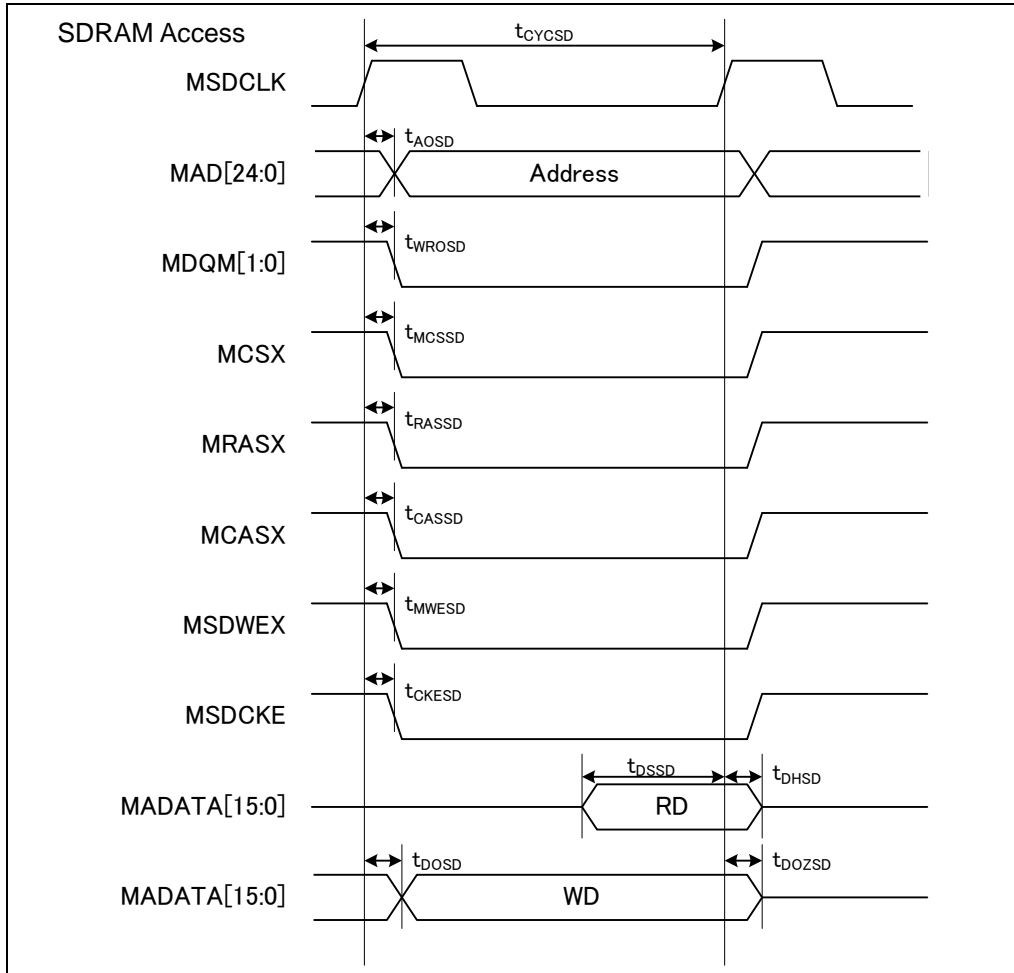 SDRAM Access
tCYCSD
MSDCLK
tAOSD
MAD[24:0]
Address
tWROSD
MDQM[1:0]
tMCSSD
MCSX
tRASSD
MRASX
tCASSD
MCASX
tMWESD
MSDWEX
tCKESD
MSDCKE
tDSSD
tDHSD
MADATA[15:0]
RD
tDOSD
tDOZSD
MADATA[15:0]
WD